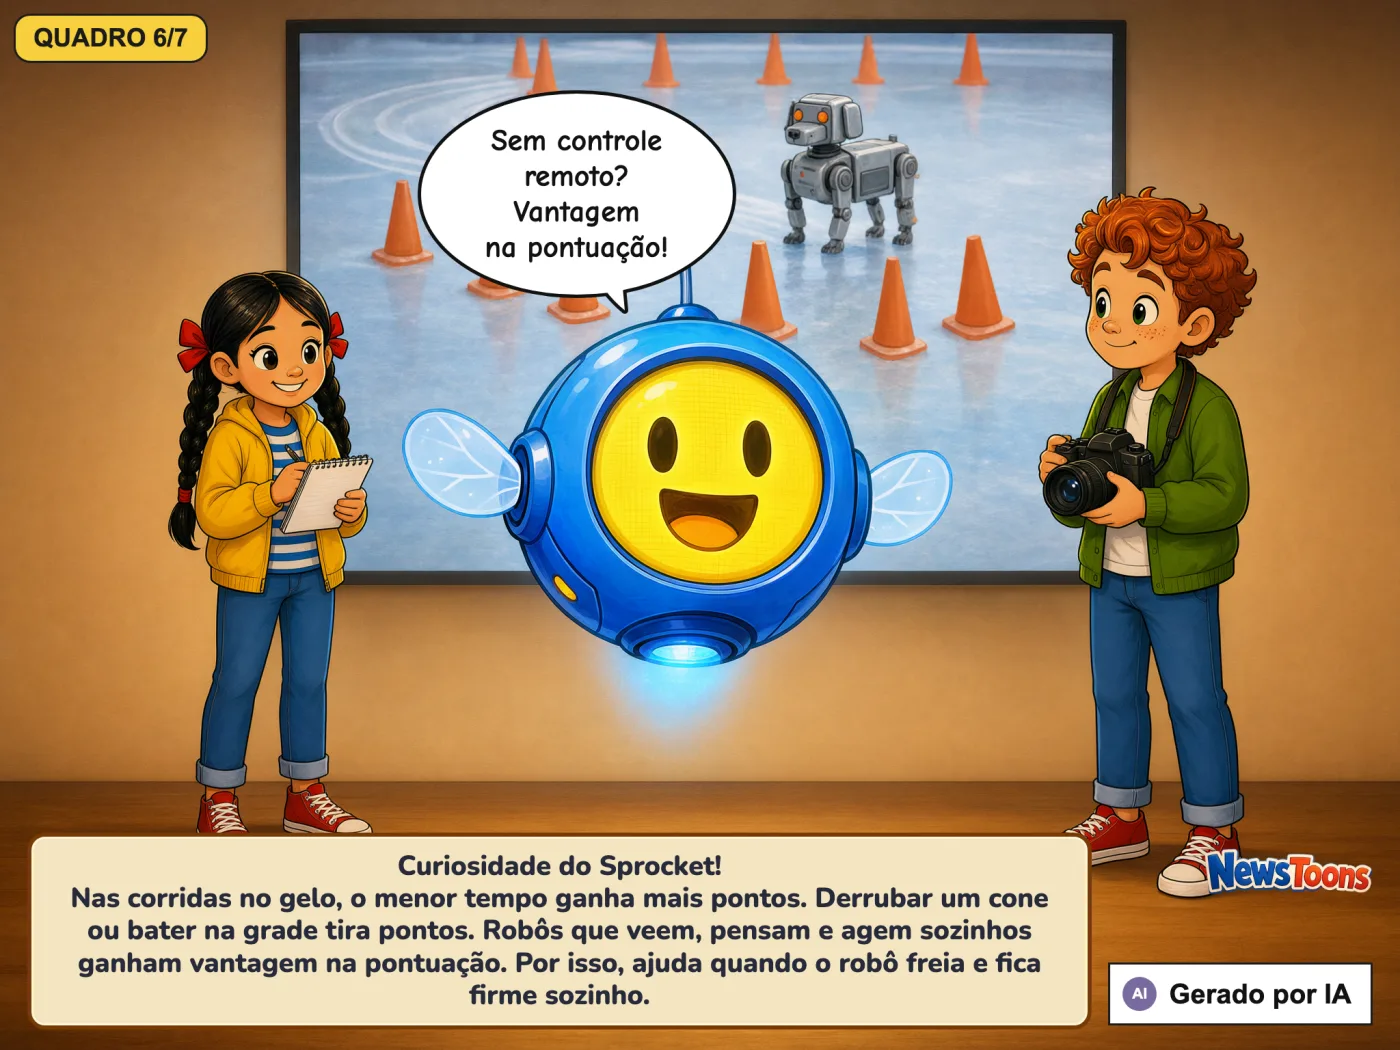 QUADRO 6/7
Sem controle
remoto?
Vantagem
na pontuação!
Curiosidade do Sprocket!
Nas corridas no gelo, o menor tempo ganha mais pontos. Derrubar um cone
ou bater na grade tira pontos. Robôs que veem, pensam e agem sozinhos
ganham vantagem na pontuação. Por isso, ajuda quando o robô freia e fica
firme sozinho.
NewsToons
AI Gerado por IA